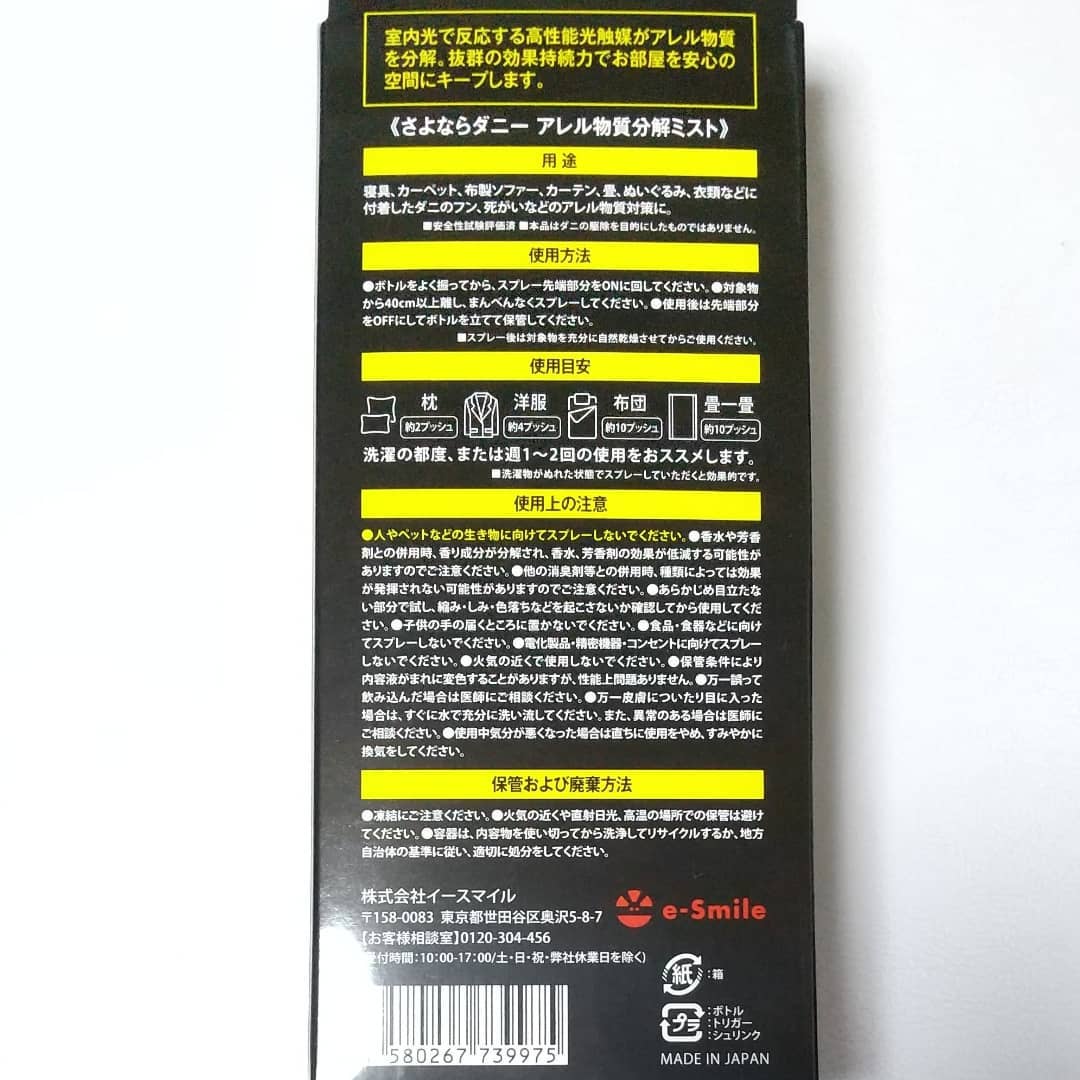 室内光で反応する高性能光触媒がアレル物質
を分解。抜群の効果持続力でお部屋を安心の
空間にキープします。
《さよならダニー アレル物質分解ミスト》
用途
寝具、カーペット、布製ソファー、カーテン、畳、ぬいぐるみ、衣類などに
付着したダニのフン、死がいなどのアレル物質対策に。
■安全性試験評価済 ■本品はダニの駆除を目的にしたものではありません。
使用方法
●ボトルをよく振ってから、スプレー先端部分をONに回してください。●対象物
から40cm以上離し、まんべんなくスプレーしてください。●使用後は先端部分
をOFFにしてボトルを立てて保管してください。
■スプレー後は対象物を充分に自然乾燥させてからご使用ください。
使用目安
枕 洋服 布団 畳一畳
約2プッシュ 約4プッシュ 約10プッシュ 約10プッシュ
洗濯の都度、または週1～2回の使用をおススメします。
■洗濯物がぬれた状態でスプレーしていただくと効果的です。
使用上の注意
●人やペットなどの生き物に向けてスプレーしないでください。●香水や芳香
剤との併用時、香り成分が分解され、香水、芳香剤の効果が低減する可能性が
ありますのでご注意ください。●他の消臭剤等との併用時、種類によっては効果
が発揮されない可能性がありますのでご注意ください。●あらかじめ目立たな
い部分で試し、縮み・しみ・色落ちなどを起こさないか確認してから使用してくだ
さい。●子供の手の届くところに置かないでください。●食品・食器などに向け
てスプレーしないでください。●電化製品・精密機器・コンセントに向けてスプレー
しないでください。●火気の近くで使用しないでください。●保管条件により
内容液がまれに変色することがありますが、性能上問題ありません。●万一誤って
飲み込んだ場合は医師にご相談ください。●万一皮膚についたり目に入った
場合は、すぐに水で充分に洗い流してください。また、異常のある場合は医師に
ご相談ください。●使用中気分が悪くなった場合は直ちに使用をやめ、すみやかに
換気をしてください。
保管および廃棄方法
●凍結にご注意ください。●火気の近くや直射日光、高温の場所での保管は避け
てください。●容器は、内容物を使い切ってから洗浄してリサイクルするか、地方
自治体の基準に従い、適切に処分をしてください。
株式会社イースマイル
〒158-0083 東京都世田谷区奥沢5-8-7
e-Smile
【お客様相談室】0120-304-456
受付時間：10：00-17：00/土・日・祝・弊社休業日を除く)
紙 ：箱
プラ ：ボトル
：トリガー
：シュリンク
580267 739975
MADE IN JAPAN